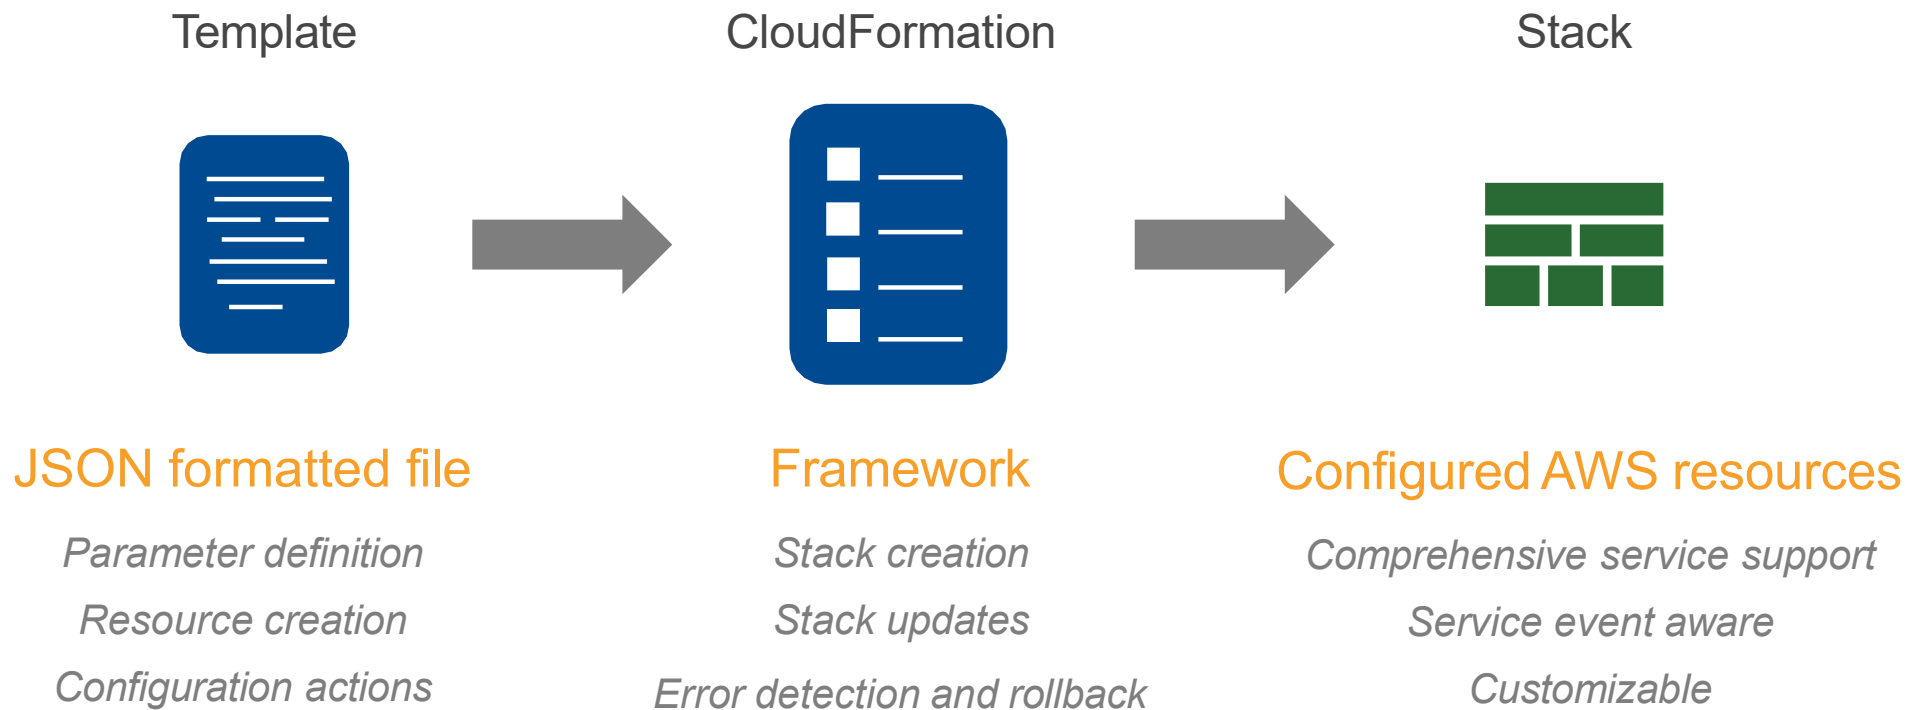 Template
CloudFormation
Stack
JSON formatted file
Framework
Configured AWS resources
Parameter definition
Stack creation
Comprehensive service support
Resource creation
Stack updates
Service event aware
Configuration actions
Error detection and rollback
Customizable